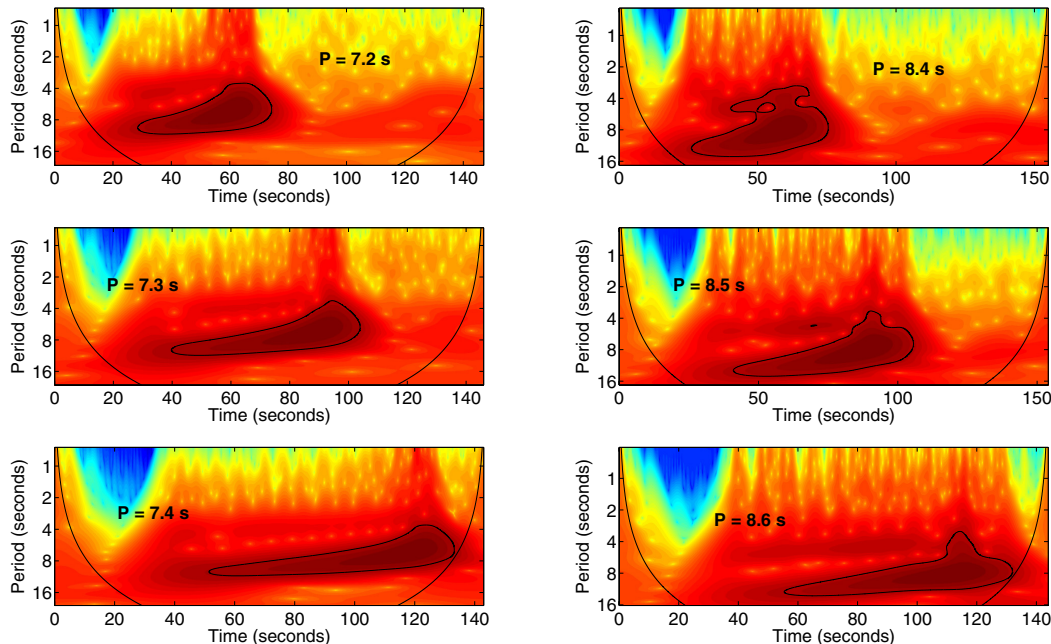 1
2
4
8
16
Period (seconds)
P = 7.2 s
0 20 40 60 80 100 120 140
Time (seconds)
1
2
4
8
16
Period (seconds)
P = 8.4 s
0 50 100 150
Time (seconds)
1
2
4
8
16
Period (seconds)
P = 7.3 s
0 20 40 60 80 100 120 140
Time (seconds)
1
2
4
8
16
Period (seconds)
P = 8.5 s
0 50 100 150
Time (seconds)
1
2
4
8
16
Period (seconds)
P = 7.4 s
0 20 40 60 80 100 120 140
Time (seconds)
1
2
4
8
16
Period (seconds)
P = 8.6 s
0 20 40 60 80 100 120 140
Time (seconds)